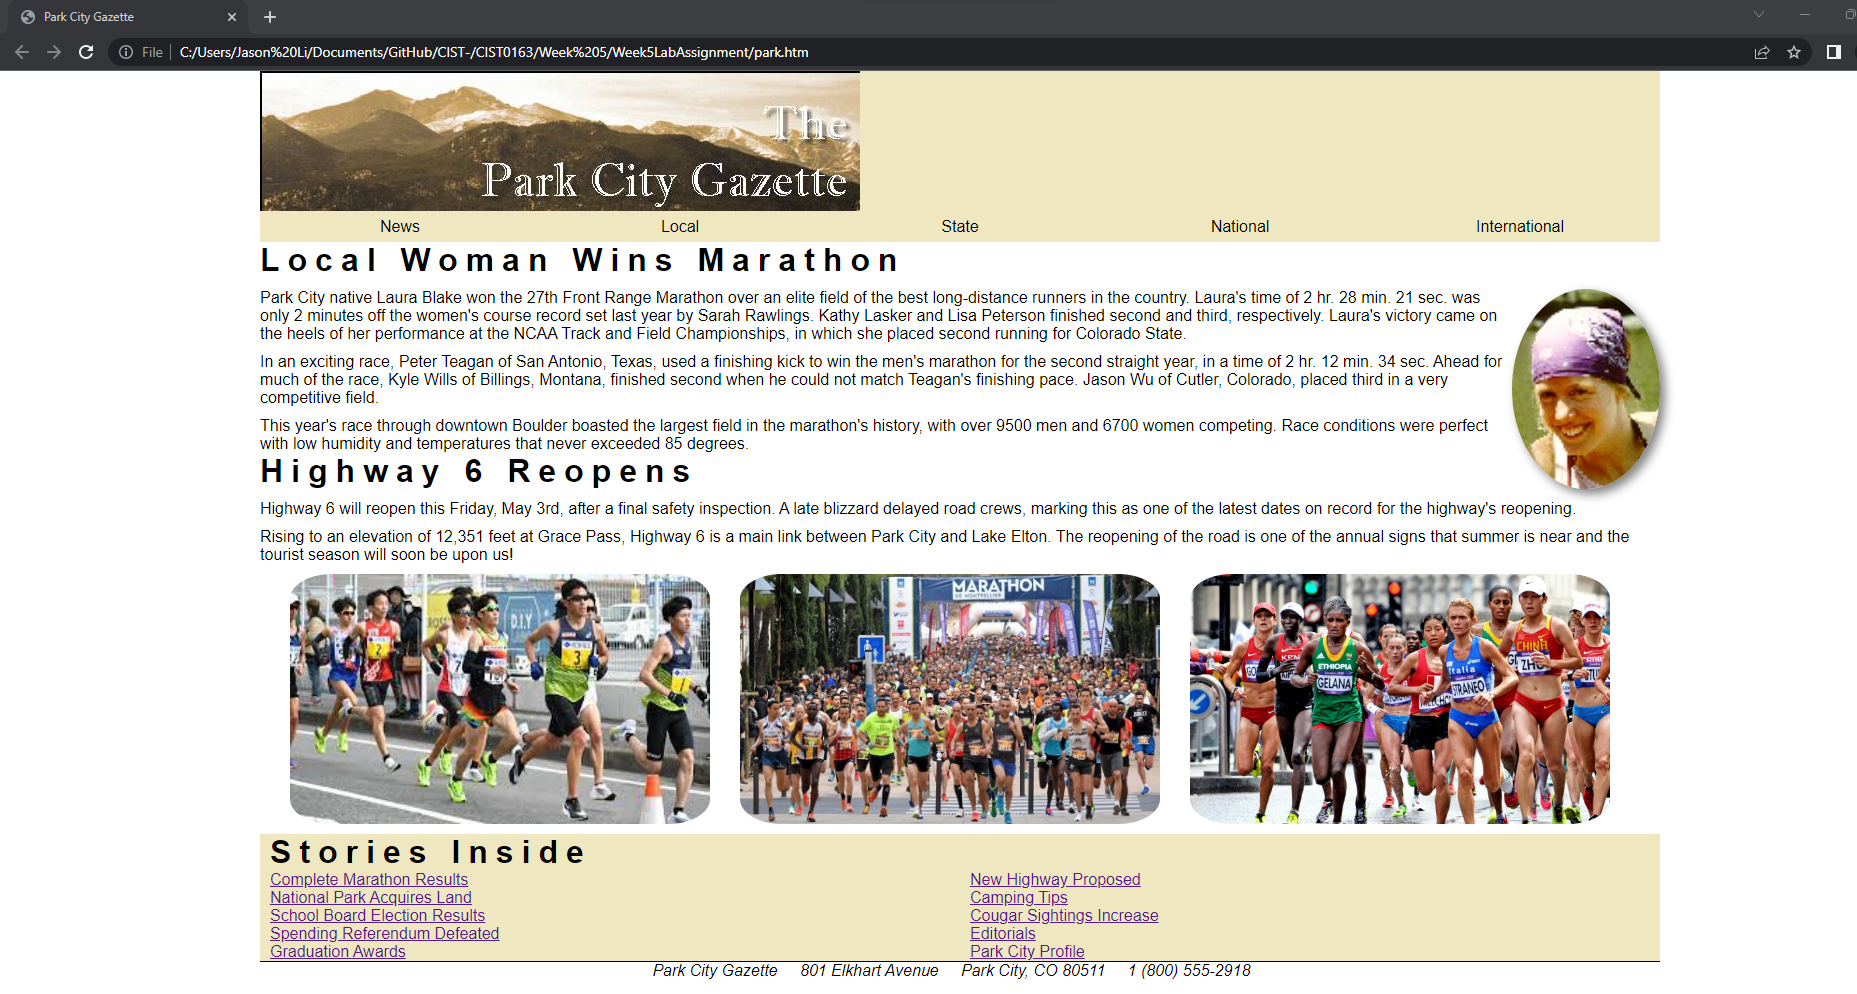 Park City Gazette
File C:/Users/Jason%20Li/Documents/GitHub/CIST-/CIST0163/Week%205/Week5LabAssignment/park.htm
The
Park City Gazette
News Local State National International
Local Woman Wins Marathon
Park City native Laura Blake won the 27th Front Range Marathon over an elite field of the best long-distance runners in the country. Laura's time of 2 hr. 28 min. 21 sec. was
only 2 minutes off the women's course record set last year by Sarah Rawlings. Kathy Lasker and Lisa Peterson finished second and third, respectively. Laura's victory came on
the heels of her performance at the NCAA Track and Field Championships, in which she placed second running for Colorado State.
In an exciting race, Peter Teagan of San Antonio, Texas, used a finishing kick to win the men's marathon for the second straight year, in a time of 2 hr. 12 min. 34 sec. Ahead for
much of the race, Kyle Wills of Billings, Montana, finished second when he could not match Teagan's finishing pace. Jason Wu of Cutler, Colorado, placed third in a very
competitive field.
This year's race through downtown Boulder boasted the largest field in the marathon's history, with over 9500 men and 6700 women competing. Race conditions were perfect
with low humidity and temperatures that never exceeded 85 degrees.
Highway 6 Reopens
Highway 6 will reopen this Friday, May 3rd, after a final safety inspection. A late blizzard delayed road crews, marking this as one of the latest dates on record for the highway's reopening.
Rising to an elevation of 12,351 feet at Grace Pass, Highway 6 is a main link between Park City and Lake Elton. The reopening of the road is one of the annual signs that summer is near and the
tourist season will soon be upon us!
D.I.Y
2
7
3
1
MARATHON
DE MONTPELLIER
ETHIOPIA
GELANA
Italia
STRANEO
CHINA
ZHU
Stories Inside
Complete Marathon Results
National Park Acquires Land
School Board Election Results
Spending Referendum Defeated
Graduation Awards
New Highway Proposed
Camping Tips
Cougar Sightings Increase
Editorials
Park City Profile
Park City Gazette 801 Elkhart Avenue Park City, CO 80511 1 (800) 555-2918